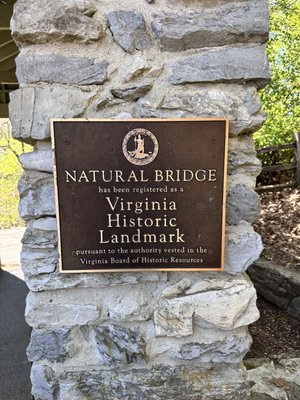 NATURAL BRIDGE
has been registered as a
Virginia
Historic
Landmark
pursuant to the authority vested in the
Virginia Board of Historic Resources